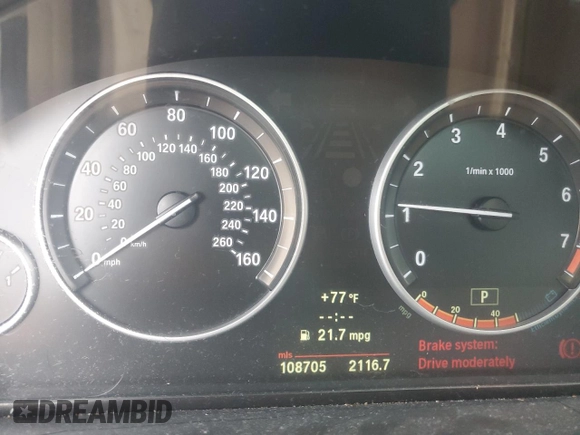 0
20
40
60
80
100
120
140
160
mph
0
20
40
60
80
100
120
140
160
180
200
220
240
260
km/h
0
1
2
3
4
5
6
7
1/min x 1000
1
+77 °F
--:--
21.7 mpg
mls
108705 2116.7
mpg
0 20 40
P
Brake system:
Drive moderately
DREAMBID